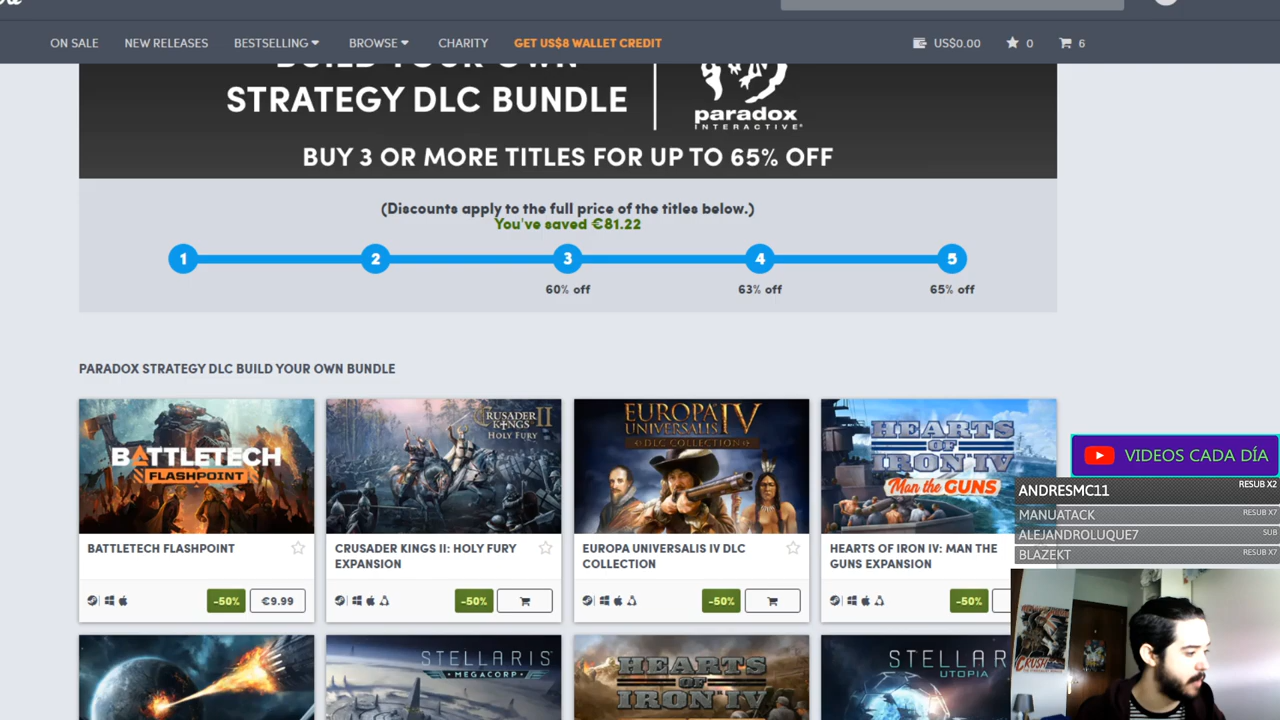 ON SALE
NEW RELEASES
BESTSELLING
BROWSE
CHARITY
GET US$8 WALLET CREDIT
US$0.00
0
6
BUILD YOUR OWN
STRATEGY DLC BUNDLE
paradox
INTERACTIVE
BUY 3 OR MORE TITLES FOR UP TO 65% OFF
(Discounts apply to the full price of the titles below.)
You've saved €81.22
1
2
3
4
5
60% off
63% off
65% off
PARADOX STRATEGY DLC BUILD YOUR OWN BUNDLE
BATTLETECH
FLASHPOINT
CRUSADER
KINGS II
HOLY FURY
EUROPA
UNIVERSALIS IV
DLC COLLECTION
HEARTS
OF
IRON IV
Man the GUNS
BATTLETECH FLASHPOINT
-50%
€9.99
CRUSADER KINGS II: HOLY FURY
EXPANSION
-50%
EUROPA UNIVERSALIS IV DLC
COLLECTION
-50%
HEARTS OF IRON IV: MAN THE
GUNS EXPANSION
-50%
STELLARIS
MEGACORP
HEARTS
OF
IRON IV
STELLAR
UTOPIA
VIDEOS CADA DÍA
ANDRESMC11
RESUB X2
MANUATACK
RESUB X7
ALEJANDROLUQUE7
SUB
BLAZEKT
RESUB X7
CRUSH